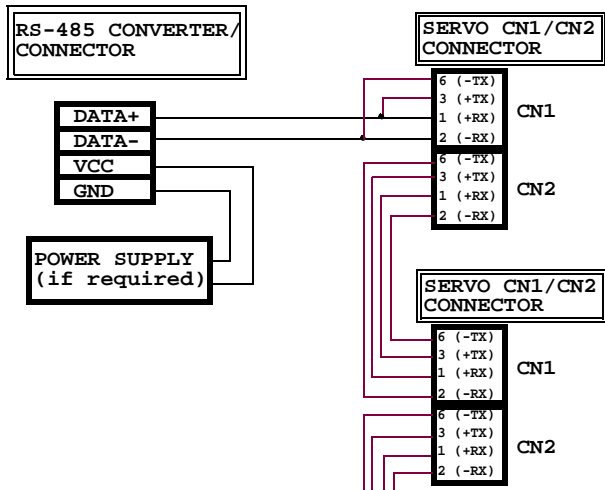 RS-485 CONVERTER/
CONNECTOR
DATA+
DATA-
VCC
GND
POWER SUPPLY
(if required)
SERVO CN1/CN2
CONNECTOR
6 (-TX)
3 (+TX)
1 (+RX)
2 (-RX)
CN1
6 (-TX)
3 (+TX)
1 (+RX)
2 (-RX)
CN2
SERVO CN1/CN2
CONNECTOR
6 (-TX)
3 (+TX)
1 (+RX)
2 (-RX)
CN1
6 (-TX)
3 (+TX)
1 (+RX)
2 (-RX)
CN2